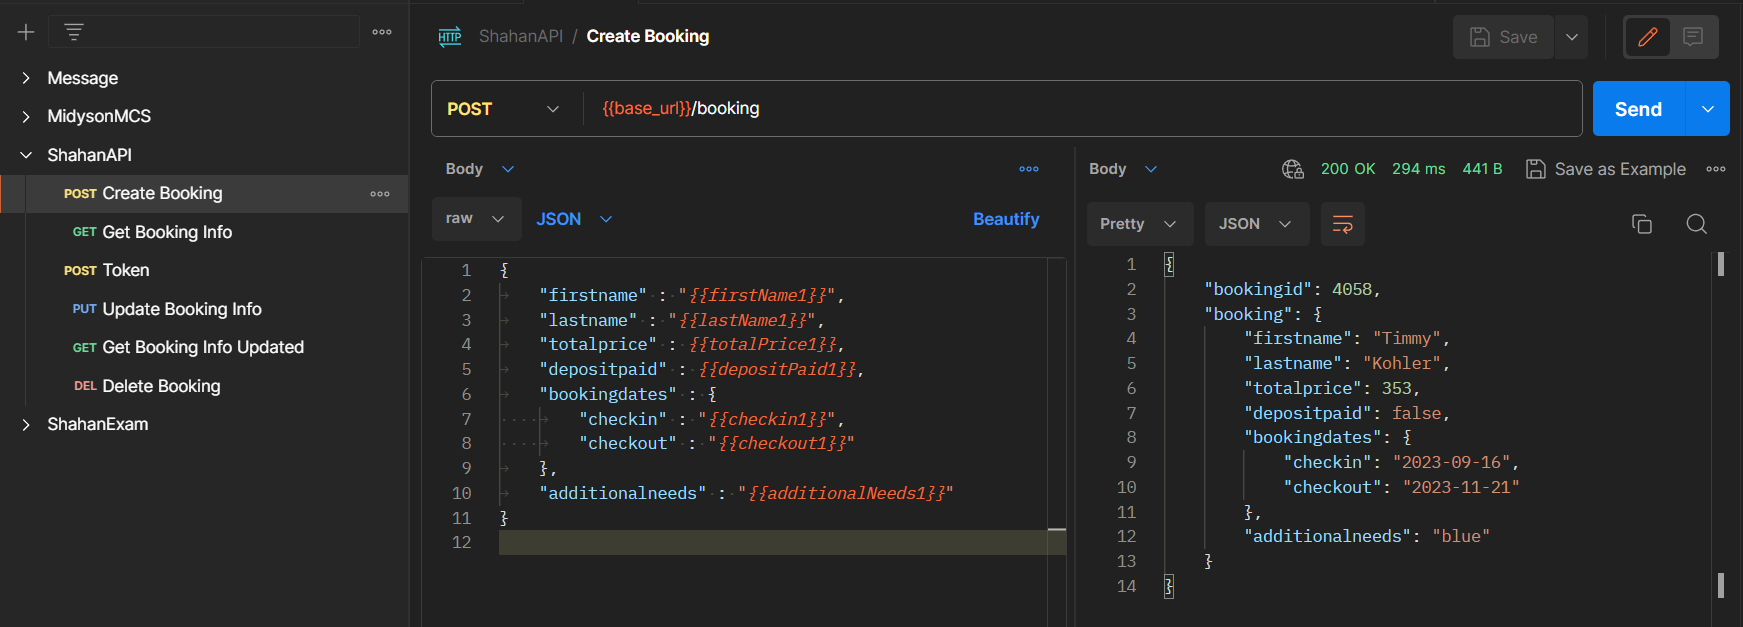 Message
MidysonMCS
ShahanAPI
POST Create Booking
GET Get Booking Info
POST Token
PUT Update Booking Info
GET Get Booking Info Updated
DEL Delete Booking
ShahanExam
HTTP ShahanAPI / Create Booking
Save
POST {{base_url}}/booking
Send
Body
raw JSON Beautify
1 {
2 "firstname" : "{{firstName1}}",
3 "lastname" : "{{lastName1}}",
4 "totalprice" : {{totalPrice1}},
5 "depositpaid" : {{depositPaid1}},
6 "bookingdates" : {
7 "checkin" : "{{checkin1}}",
8 "checkout" : "{{checkout1}}"
9 },
10 "additionalneeds" : "{{additionalNeeds1}}"
11 }
12
Body 200 OK 294 ms 441 B Save as Example
Pretty JSON
1 {
2 "bookingid": 4058,
3 "booking": {
4 "firstname": "Timmy",
5 "lastname": "Kohler",
6 "totalprice": 353,
7 "depositpaid": false,
8 "bookingdates": {
9 "checkin": "2023-09-16",
10 "checkout": "2023-11-21"
11 },
12 "additionalneeds": "blue"
13 }
14 }